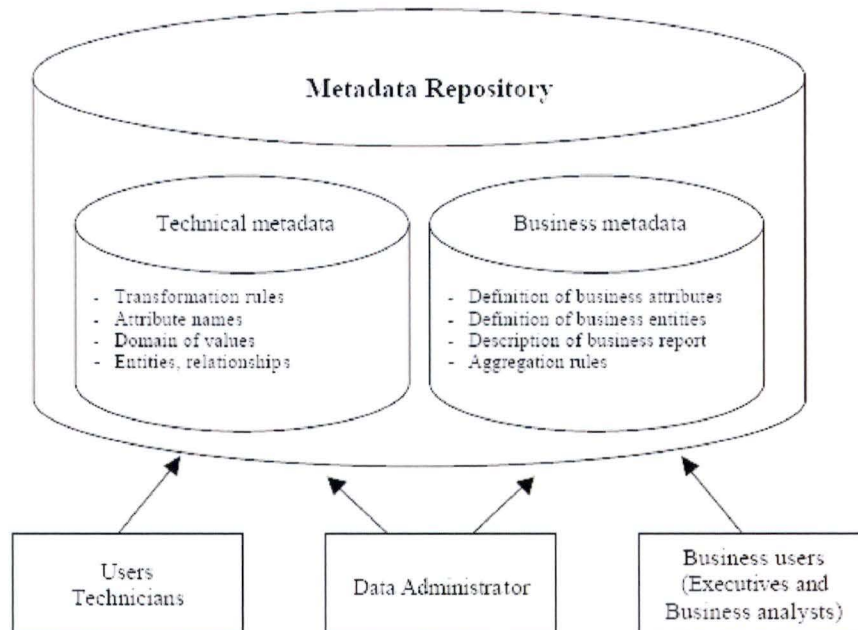 Metadata Repository
Technical metadata
- Transformation rules
- Attribute names
- Domain of values
- Entities, relationships
Business metadata
- Definition of business attributes
- Definition of business entities
- Description of business report
- Aggregation rules
Users
Technicians
Data Administrator
Business users
(Executives and
Business analysts)